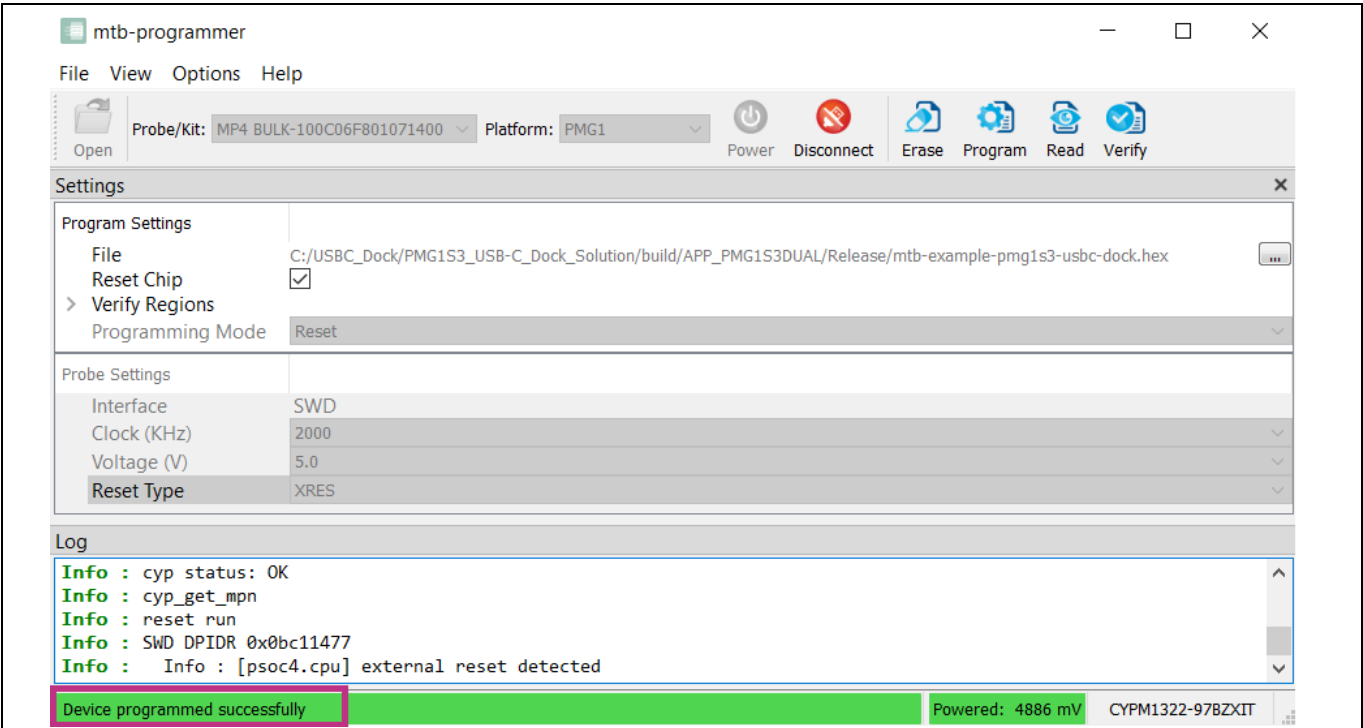 mtb-programmer
File View Options Help
Open Probe/Kit: MP4 BULK-100C06F801071400 Platform: PMG1 Power Disconnect Erase Program Read Verify
Settings
Program Settings
File C:/USBC_Dock/PMG1S3_USB-C_Dock_Solution/build/APP_PMG1S3DUAL/Release/mtb-example-pmg1s3-usbc-dock.hex ...
Reset Chip
Verify Regions
Programming Mode Reset
Probe Settings
Interface SWD
Clock (KHz) 2000
Voltage (V) 5.0
Reset Type XRES
Log
Info : cyp status: OK
Info : cyp_get_mpn
Info : reset run
Info : SWD DPIDR 0x0bc11477
Info :   Info : [psoc4.cpu] external reset detected
Device programmed successfully Powered: 4886 mV CYPM1322-97BZXIT